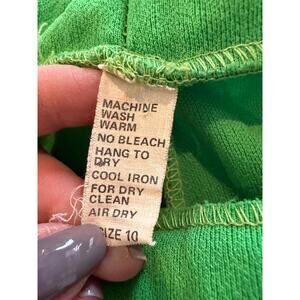 MACHINE
WASH
WARM
NO BLEACH
HANG TO
DRY
COOL IRON
FOR DRY
CLEAN
AIR DRY
SIZE 10